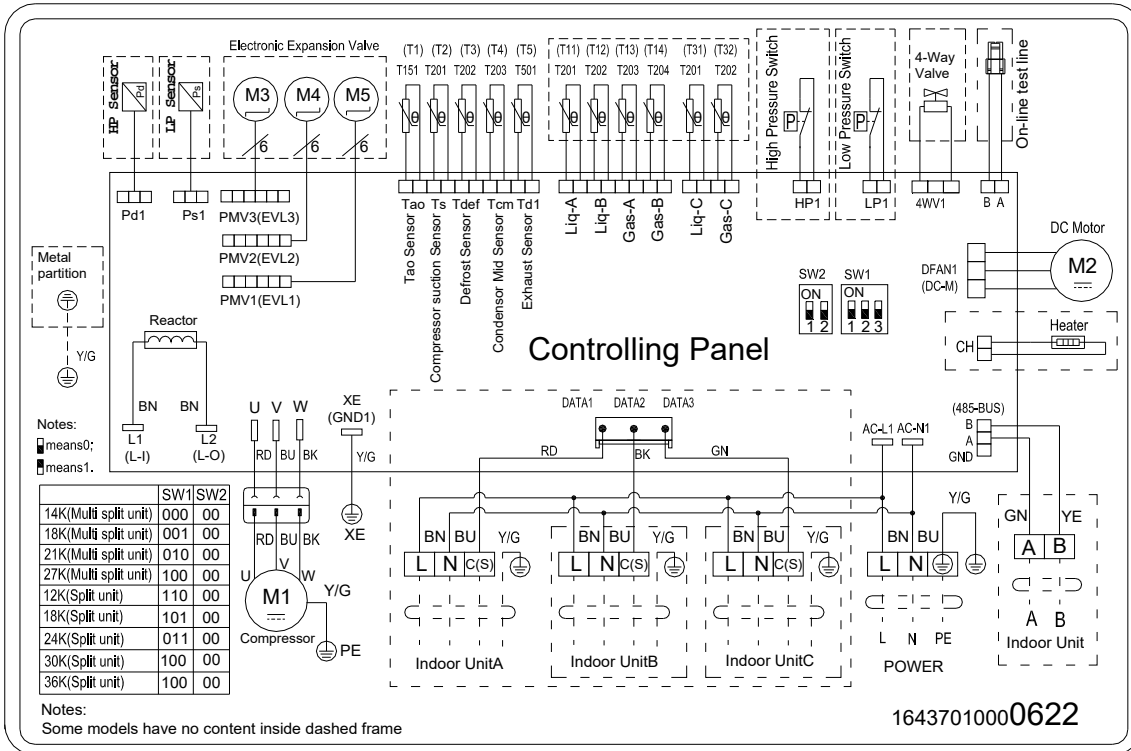 HP Sensor
Pd
LP Sensor
Ps
Electronic Expansion Valve
M3 M4 M5
6 6 6
(T1) (T2) (T3) (T4) (T5)
T151 T201 T202 T203 T501
θ θ θ θ θ
(T11) (T12) (T13) (T14)
T201 T202 T203 T204
θ θ θ θ
(T31) (T32)
T201 T202
θ θ
High Pressure Switch
P
Low Pressure Switch
P
4-Way
Valve
On-line test line
Pd1
Ps1
PMV3(EVL3)
PMV2(EVL2)
PMV1(EVL1)
Tao Ts Tdef Tcm Td1
Tao Sensor
Compressor suction Sensor
Defrost Sensor
Condensor Mid Sensor
Exhaust Sensor
Liq-A
Liq-B
Gas-A
Gas-B
Liq-C
Gas-C
HP1
LP1
4WV1
B A
DC Motor
DFAN1
(DC-M)
M2
SW2
ON
1 2
SW1
ON
1 2 3
Heater
CH
Metal
partition
Y/G
Reactor
BN BN
L1
(L-I)
L2
(L-O)
Controlling Panel
Notes:
means0;
means1.
U V W
RD BU BK
RD BU BK
U V W
M1
Compressor
Y/G
PE
XE
(GND1)
Y/G
XE
DATA1 DATA2 DATA3
RD BK GN
BN BU Y/G
L N C(S)
Indoor UnitA
BN BU Y/G
L N C(S)
Indoor UnitB
BN BU Y/G
L N C(S)
Indoor UnitC
AC-L1 AC-N1
Y/G
BN BU
L N
L N PE
POWER
(485-BUS)
B
A
GND
GN YE
A B
A B
Indoor Unit
SW1 SW2
14K(Multi split unit) 000 00
18K(Multi split unit) 001 00
21K(Multi split unit) 010 00
27K(Multi split unit) 100 00
12K(Split unit) 110 00
18K(Split unit) 101 00
24K(Split unit) 011 00
30K(Split unit) 100 00
36K(Split unit) 100 00
Notes:
Some models have no content inside dashed frame
16437010000622